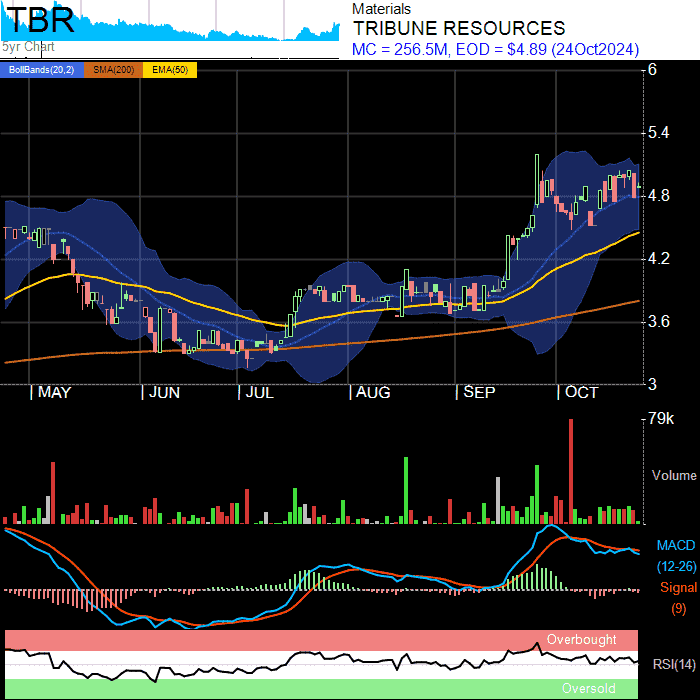 TBR
5yr Chart
Materials
TRIBUNE RESOURCES
MC = 256.5M, EOD = $4.89 (24Oct2024)
BollBands(20,2) SMA(200) EMA(50)
6
5.4
4.8
4.2
3.6
3
MAY JUN JUL AUG SEP OCT
79k
Volume
MACD
(12-26)
Signal
(9)
Overbought
RSI(14)
Oversold